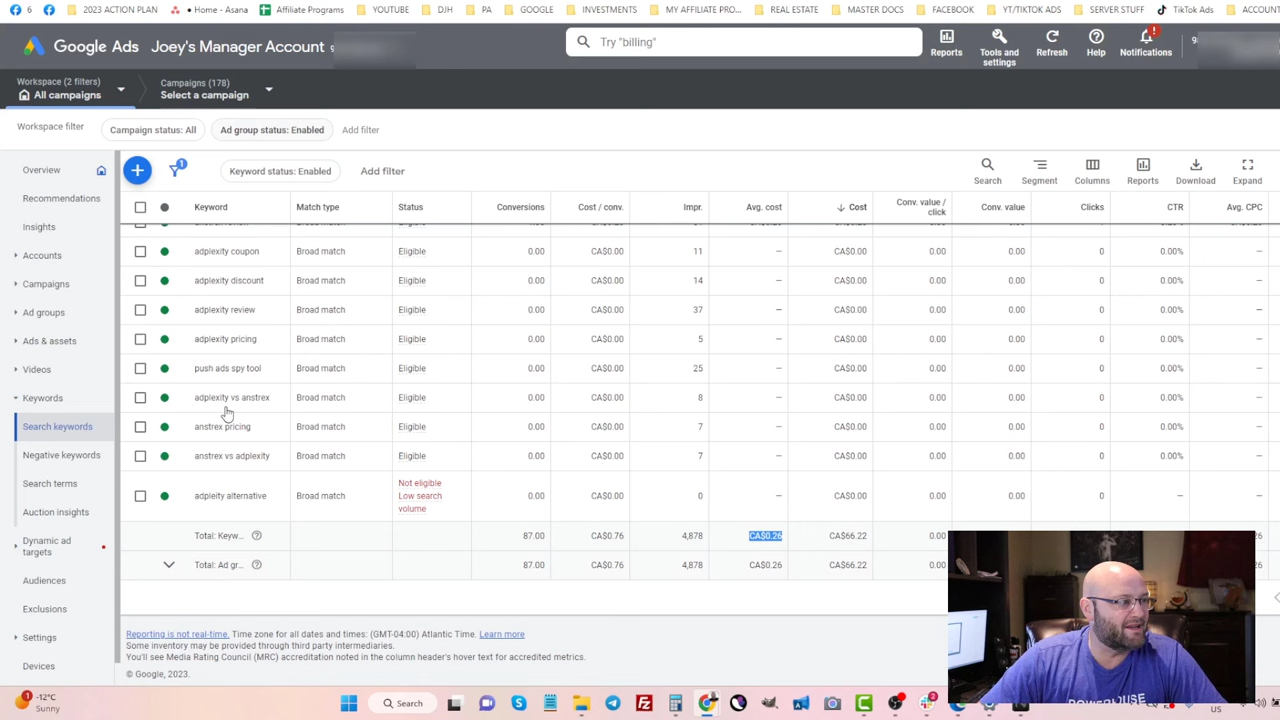 6
2023 ACTION PLAN
Home - Asana
Affiliate Programs
YOUTUBE
DJH
PA
GOOGLE
INVESTMENTS
MY AFFILIATE PRO...
REAL ESTATE
MASTER DOCS
FACEBOOK
YT/TIKTOK ADS
SERVER STUFF
TikTok Ads
ACCOUNT
Google Ads
Joey's Manager Account
Try "billing"
Reports
Tools and
settings
Refresh
Help
Notifications
Workspace (2 filters)
All campaigns
Campaigns (178)
Select a campaign
Workspace filter
Campaign status: All
Ad group status: Enabled
Add filter
Overview
Recommendations
Insights
Accounts
Campaigns
Ad groups
Ads & assets
Videos
Keywords
Search keywords
Negative keywords
Search terms
Auction insights
Dynamic ad
targets
Audiences
Exclusions
Settings
Devices
1
Keyword status: Enabled
Add filter
Search
Segment
Columns
Reports
Download
Expand
Keyword Match type Status Conversions Cost / conv. Impr. Avg. cost Cost Conv. value / click Conv. value Clicks CTR Avg. CPC
adplexity coupon Broad match Eligible 0.00 CA$0.00 11 — CA$0.00 0.00 0.00 0 0.00% —
adplexity discount Broad match Eligible 0.00 CA$0.00 14 — CA$0.00 0.00 0.00 0 0.00% —
adplexity review Broad match Eligible 0.00 CA$0.00 37 — CA$0.00 0.00 0.00 0 0.00% —
adplexity pricing Broad match Eligible 0.00 CA$0.00 5 — CA$0.00 0.00 0.00 0 0.00% —
push ads spy tool Broad match Eligible 0.00 CA$0.00 25 — CA$0.00 0.00 0.00 0 0.00% —
adplexity vs anstrex Broad match Eligible 0.00 CA$0.00 8 — CA$0.00 0.00 0.00 0 0.00% —
anstrex pricing Broad match Eligible 0.00 CA$0.00 7 — CA$0.00 0.00 0.00 0 0.00% —
anstrex vs adplexity Broad match Eligible 0.00 CA$0.00 7 — CA$0.00 0.00 0.00 0 0.00% —
adpleity alternative Broad match Not eligible Low search volume 0.00 CA$0.00 0 — CA$0.00 0.00 0.00 0 — —
Total: Keyw... 87.00 CA$0.76 4,878 CA$0.26 CA$66.22 0.00
Total: Ad gr... 87.00 CA$0.76 4,878 CA$0.26 CA$66.22 0.00
Reporting is not real-time. Time zone for all dates and times: (GMT-04:00) Atlantic Time. Learn more
Some inventory may be provided through third party intermediaries.
You'll see Media Rating Council (MRC) accreditation noted in the column header's hover text for accredited metrics.
© Google, 2023.
POWERHOUSE
1
-12°C
Sunny
Search
2
US